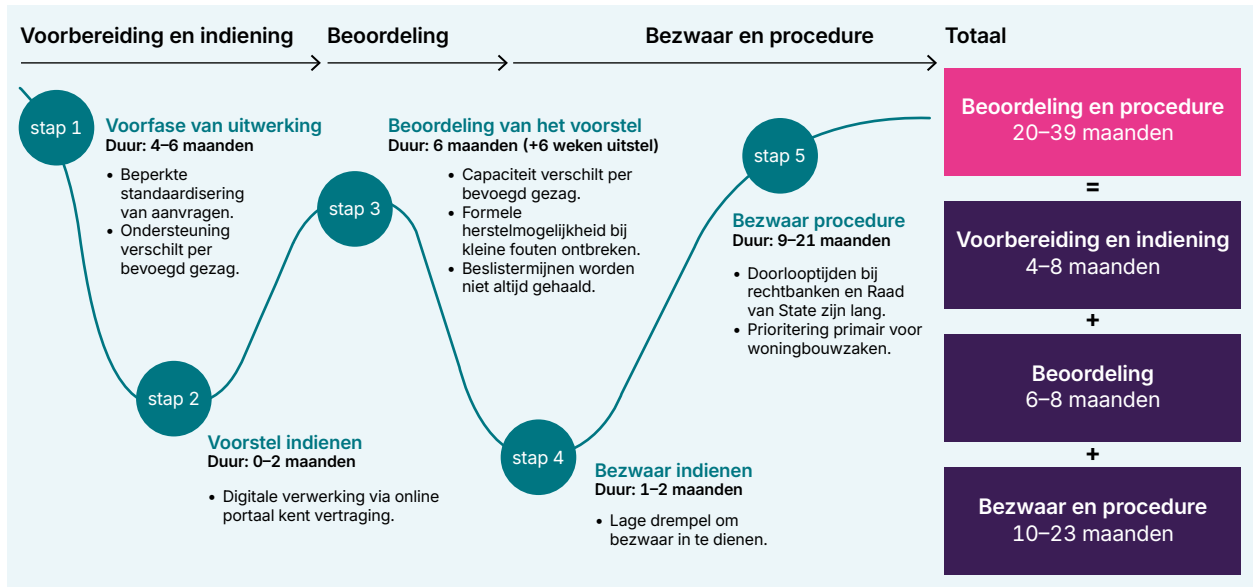 Voorbereiding en indiening
Beoordeling
Bezwaar en procedure
Totaal
stap 1
Voorfase van uitwerking
Duur: 4–6 maanden
• Beperkte
standaardisering
van aanvragen.
• Ondersteuning
verschilt per
bevoegd gezag.
stap 2
Voorstel indienen
Duur: 0–2 maanden
• Digitale verwerking via online
portaal kent vertraging.
stap 3
Beoordeling van het voorstel
Duur: 6 maanden (+6 weken uitstel)
• Capaciteit verschilt per
bevoegd gezag.
• Formele
herstelmogelijkheid bij
kleine fouten ontbreken.
• Beslistermijnen worden
niet altijd gehaald.
stap 4
Bezwaar indienen
Duur: 1–2 maanden
• Lage drempel om
bezwaar in te dienen.
stap 5
Bezwaar procedure
Duur: 9–21 maanden
• Doorlooptijden bij
rechtbanken en Raad
van State zijn lang.
• Prioritering primair voor
woningbouwzaken.
Beoordeling en procedure
20–39 maanden
=
Voorbereiding en indiening
4–8 maanden
+
Beoordeling
6–8 maanden
+
Bezwaar en procedure
10–23 maanden